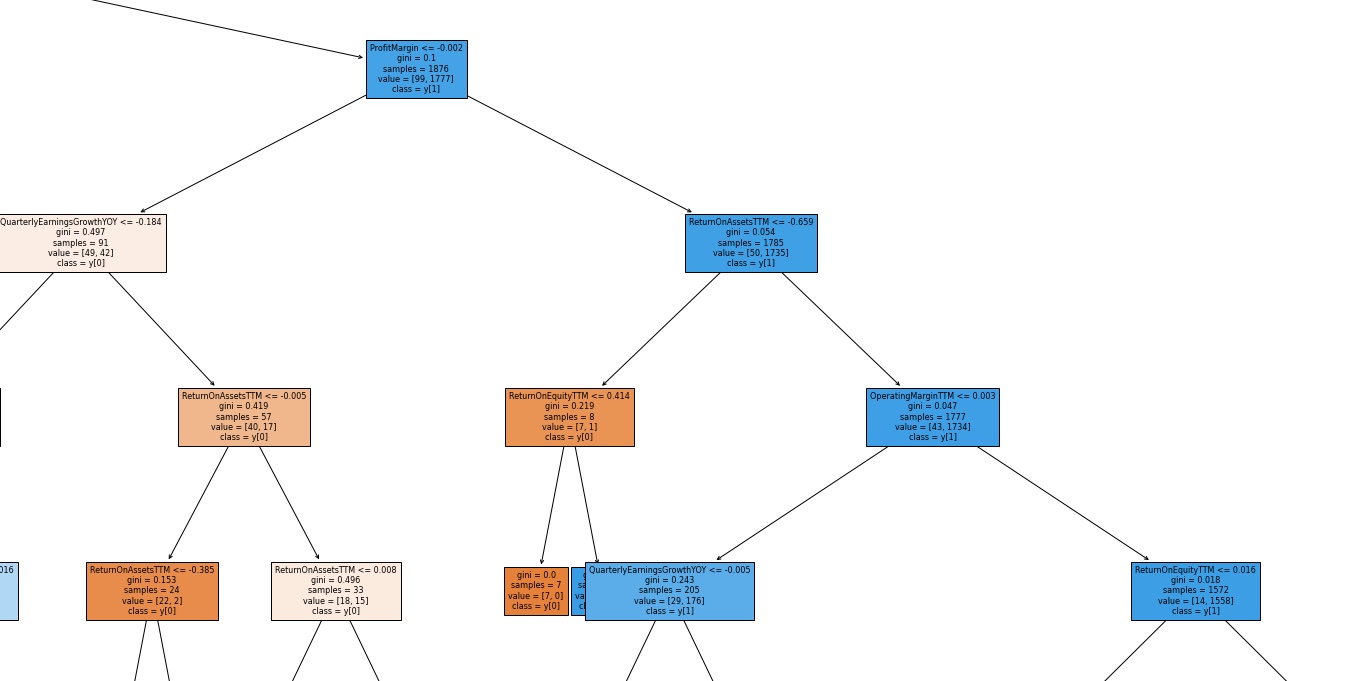 ProfitMargin <= -0.002
gini = 0.1
samples = 1876
value = [99, 1777]
class = y[1]
QuarterlyEarningsGrowthYOY <= -0.184
gini = 0.497
samples = 91
value = [49, 42]
class = y[0]
ReturnOnAssetsTTM <= -0.659
gini = 0.054
samples = 1785
value = [50, 1735]
class = y[1]
ReturnOnAssetsTTM <= -0.005
gini = 0.419
samples = 57
value = [40, 17]
class = y[0]
ReturnOnEquityTTM <= 0.414
gini = 0.219
samples = 8
value = [7, 1]
class = y[0]
OperatingMarginTTM <= 0.003
gini = 0.047
samples = 1777
value = [43, 1734]
class = y[1]
016
ReturnOnAssetsTTM <= -0.385
gini = 0.153
samples = 24
value = [22, 2]
class = y[0]
ReturnOnAssetsTTM <= 0.008
gini = 0.496
samples = 33
value = [18, 15]
class = y[0]
gini = 0.0
samples = 7
value = [7, 0]
class = y[0]
QuarterlyEarningsGrowthYOY <= -0.005
gini = 0.243
samples = 205
value = [29, 176]
class = y[1]
ReturnOnEquityTTM <= 0.016
gini = 0.018
samples = 1572
value = [14, 1558]
class = y[1]